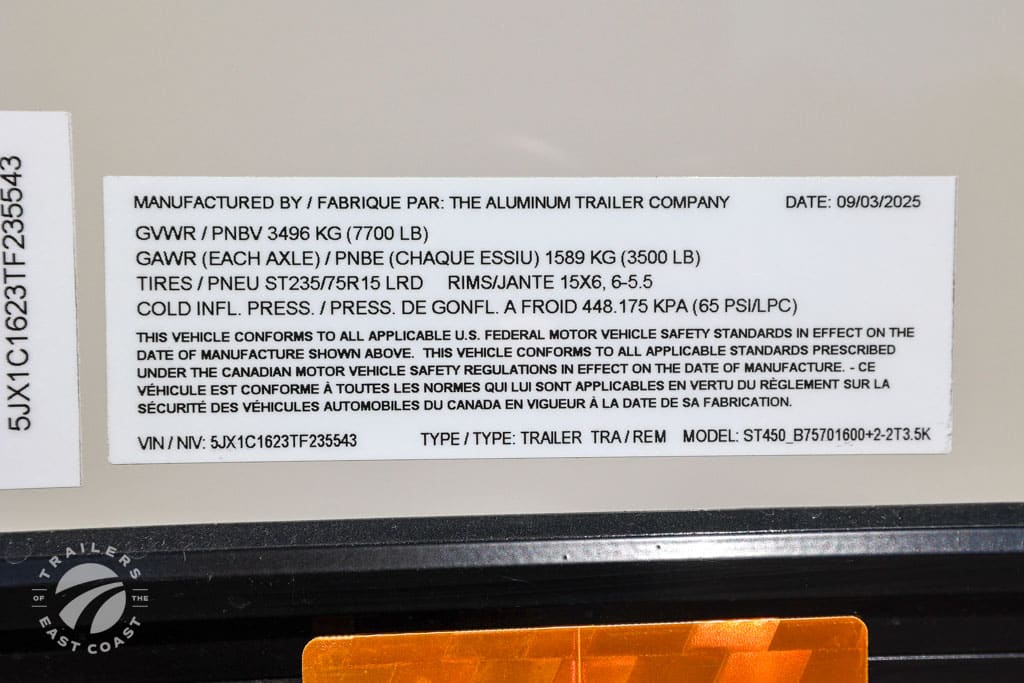 5JX1C1623TF235543
MANUFACTURED BY / FABRIQUE PAR: THE ALUMINUM TRAILER COMPANY DATE: 09/03/2025
GVWR / PNBV 3496 KG (7700 LB)
GAWR (EACH AXLE) / PNBE (CHAQUE ESSIU) 1589 KG (3500 LB)
TIRES / PNEU ST235/75R15 LRD RIMS/JANTE 15X6, 6-5.5
COLD INFL. PRESS. / PRESS. DE GONFL. A FROID 448.175 KPA (65 PSI/LPC)
THIS VEHICLE CONFORMS TO ALL APPLICABLE U.S. FEDERAL MOTOR VEHICLE SAFETY STANDARDS IN EFFECT ON THE
DATE OF MANUFACTURE SHOWN ABOVE. THIS VEHICLE CONFORMS TO ALL APPLICABLE STANDARDS PRESCRIBED
UNDER THE CANADIAN MOTOR VEHICLE SAFETY REGULATIONS IN EFFECT ON THE DATE OF MANUFACTURE. - CE
VÉHICULE EST CONFORME À TOUTES LES NORMES QUI LUI SONT APPLICABLES EN VERTU DU RÈGLEMENT SUR LA
SÉCURITÉ DES VÉHICULES AUTOMOBILES DU CANADA EN VIGUEUR À LA DATE DE SA FABRICATION.
VIN / NIV: 5JX1C1623TF235543 TYPE / TYPE: TRAILER TRA / REM MODEL: ST450_B75701600+2-2T3.5K
TRAILERS
OF THE
EAST COAST